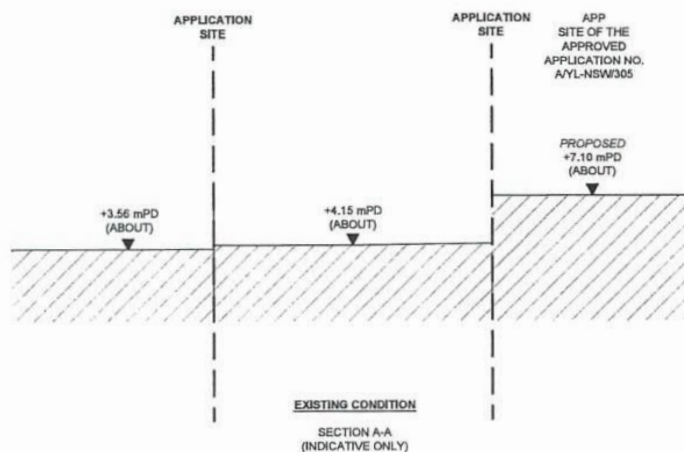 APPLICATION
SITE
APPLICATION
SITE
APP
SITE OF THE
APPROVED
APPLICATION NO.
A/YL-NSW/305
PROPOSED
+7.10 mPD
(ABOUT)
+3.56 mPD
(ABOUT)
+4.15 mPD
(ABOUT)
EXISTING CONDITION
SECTION A-A
(INDICATIVE ONLY)